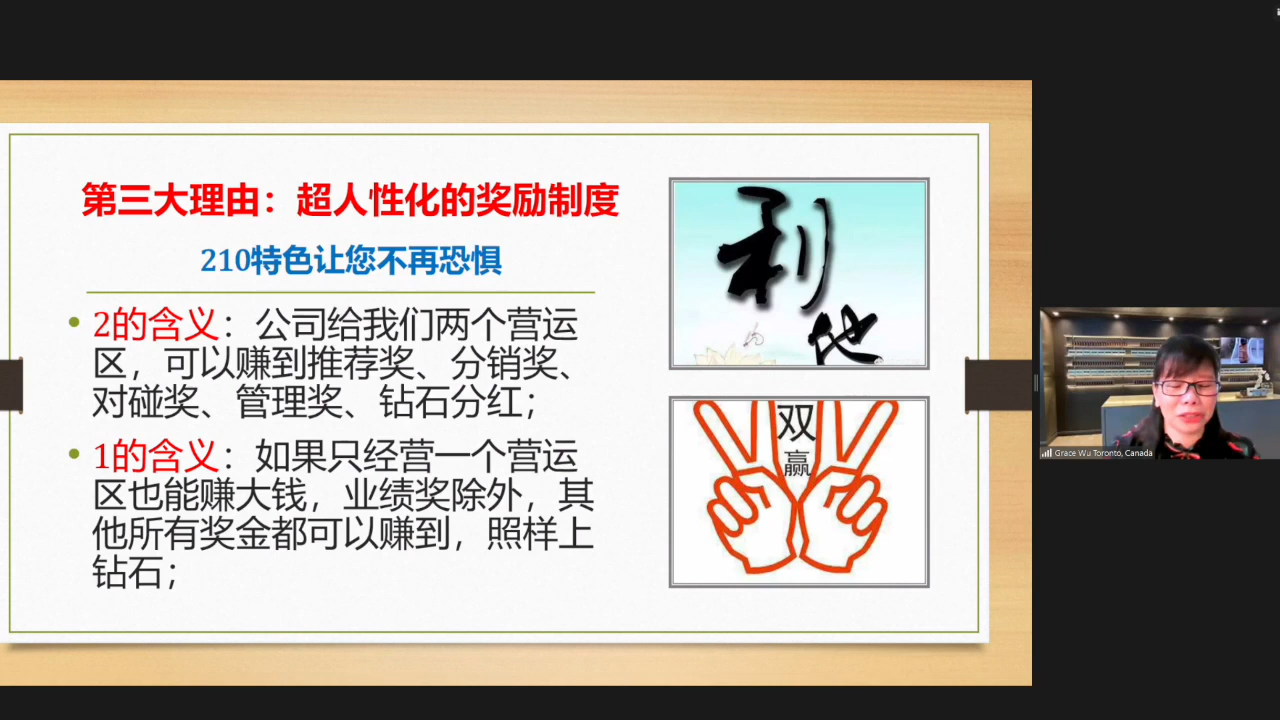 第三大理由：超人性化的奖励制度
210特色让您不再恐惧
• 2的含义：公司给我们两个营运
区，可以赚到推荐奖、分销奖、
对碰奖、管理奖、钻石分红；
• 1的含义：如果只经营一个营运
区也能赚大钱，业绩奖除外，其
他所有奖金都可以赚到，照样上
钻石；
利
他
双
赢
Grace Wu Toronto, Canada